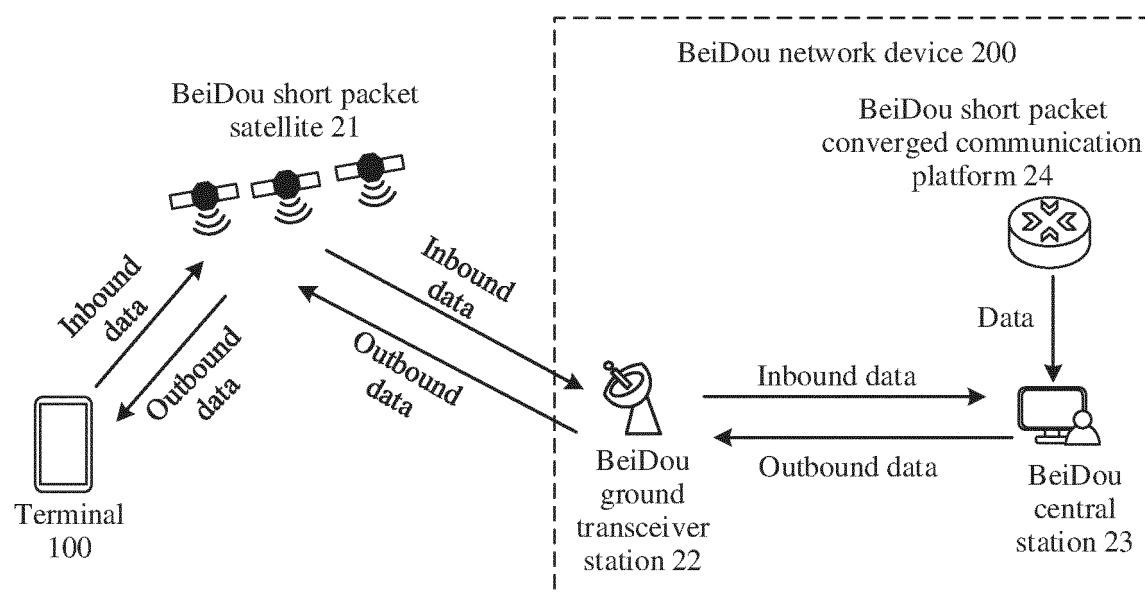 BeiDou network device 200
BeiDou short packet
satellite 21
BeiDou short packet
converged communication
platform 24
Inbound
data
Outbound
data
Inbound
data
Outbound
data
Data
Inbound data
Outbound data
Terminal
100
BeiDou
ground
transceiver
station 22
BeiDou
central
station 23